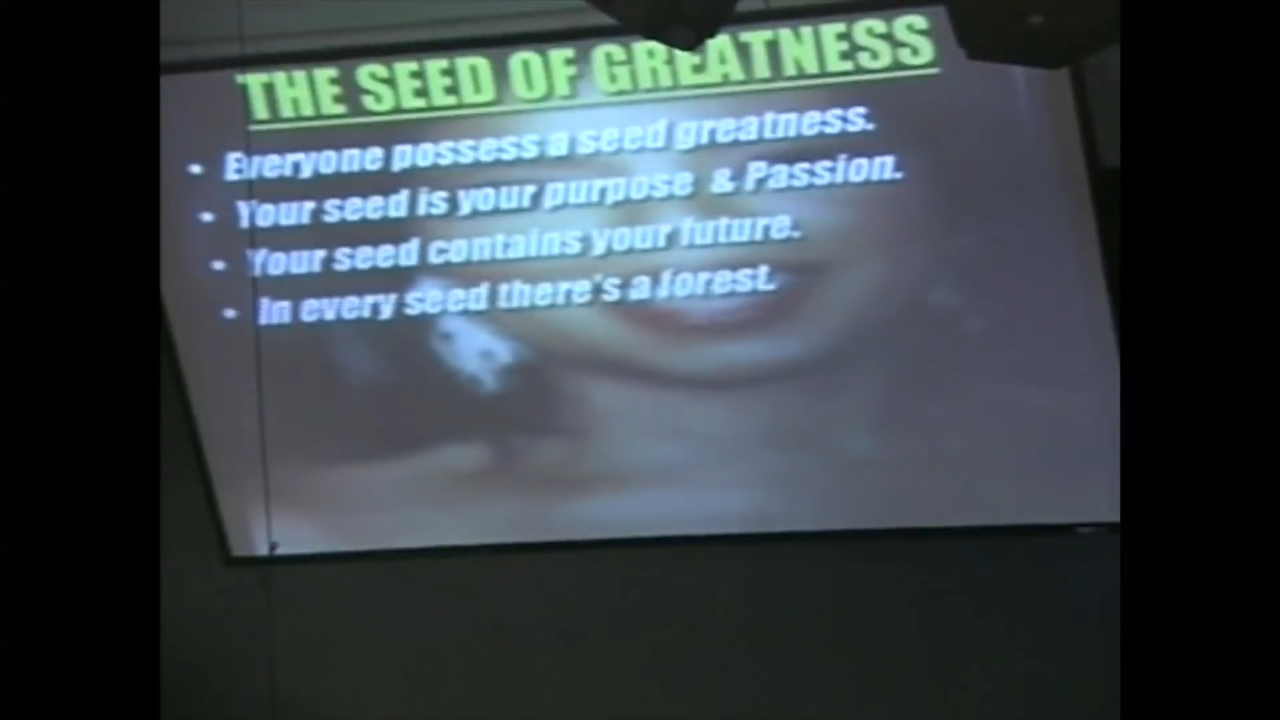 THE SEED OF GREATNESS
• Everyone possess a seed greatness.
• Your seed is your purpose & Passion.
• Your seed contains your future.
• In every seed there's a forest.